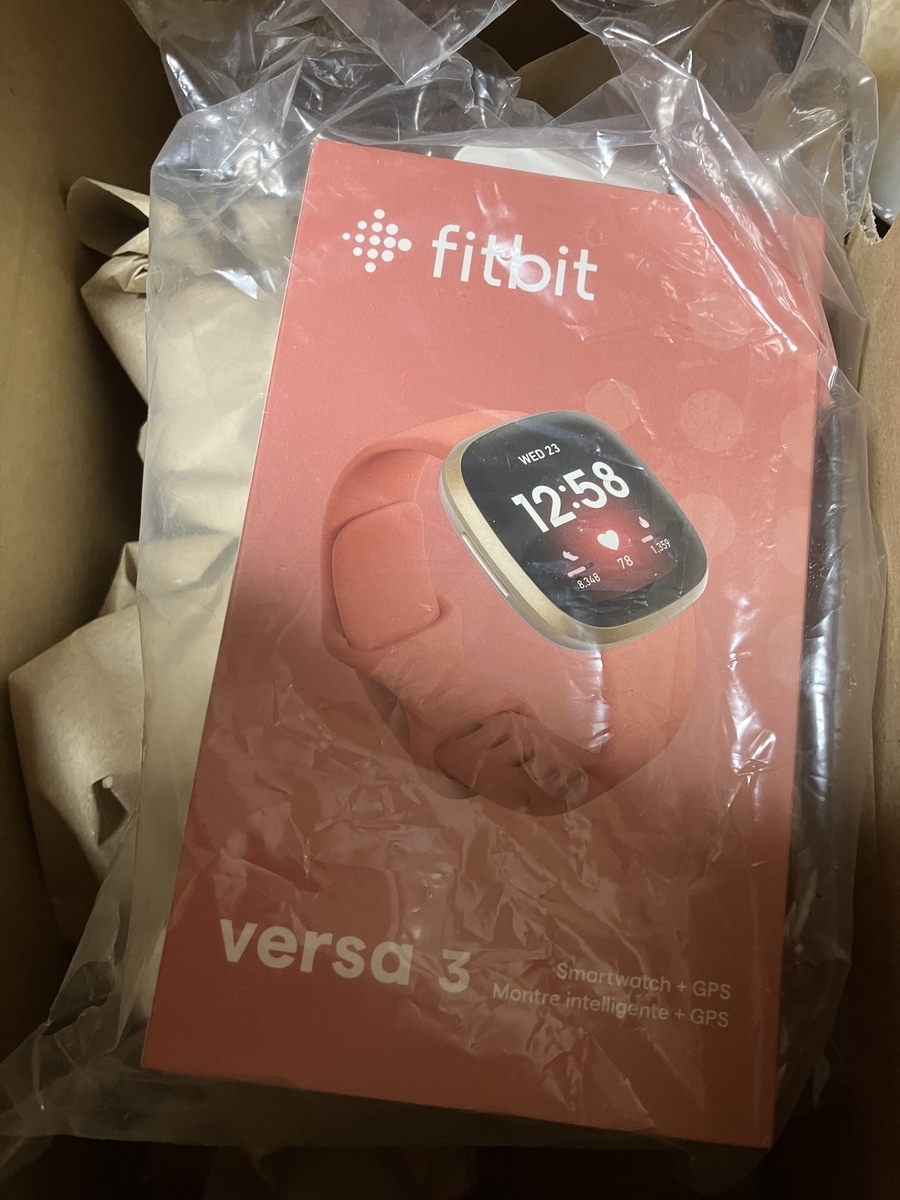 fitbit
WED 23
12:58
8,348
78
1,359
versa 3
Smartwatch + GPS
Montre intelligente + GPS